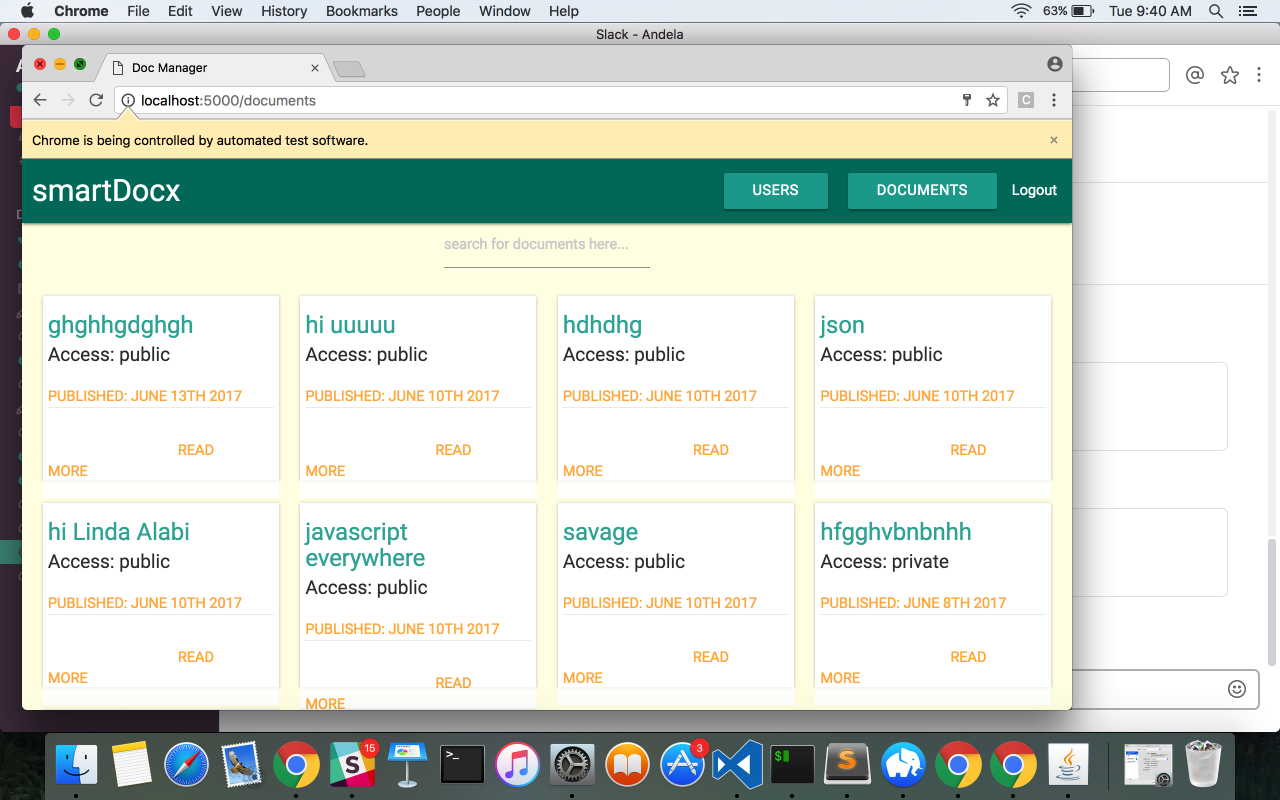 Chrome File Edit View History Bookmarks People Window Help 63% Tue 9:40 AM
Slack - Andela
Doc Manager
localhost:5000/documents
C
Chrome is being controlled by automated test software.
smartDocx USERS DOCUMENTS Logout
search for documents here...
ghghhgdghgh hi uuuuu hdhdhg json
Access: public Access: public Access: public Access: public
PUBLISHED: JUNE 13TH 2017 PUBLISHED: JUNE 10TH 2017 PUBLISHED: JUNE 10TH 2017 PUBLISHED: JUNE 10TH 2017
READ READ READ READ
MORE MORE MORE MORE
hi Linda Alabi javascript savage hfgghvbnbnhh
everywhere
Access: public Access: public Access: public Access: private
PUBLISHED: JUNE 10TH 2017 PUBLISHED: JUNE 10TH 2017 PUBLISHED: JUNE 10TH 2017 PUBLISHED: JUNE 8TH 2017
READ READ READ READ
MORE MORE MORE MORE
15 3